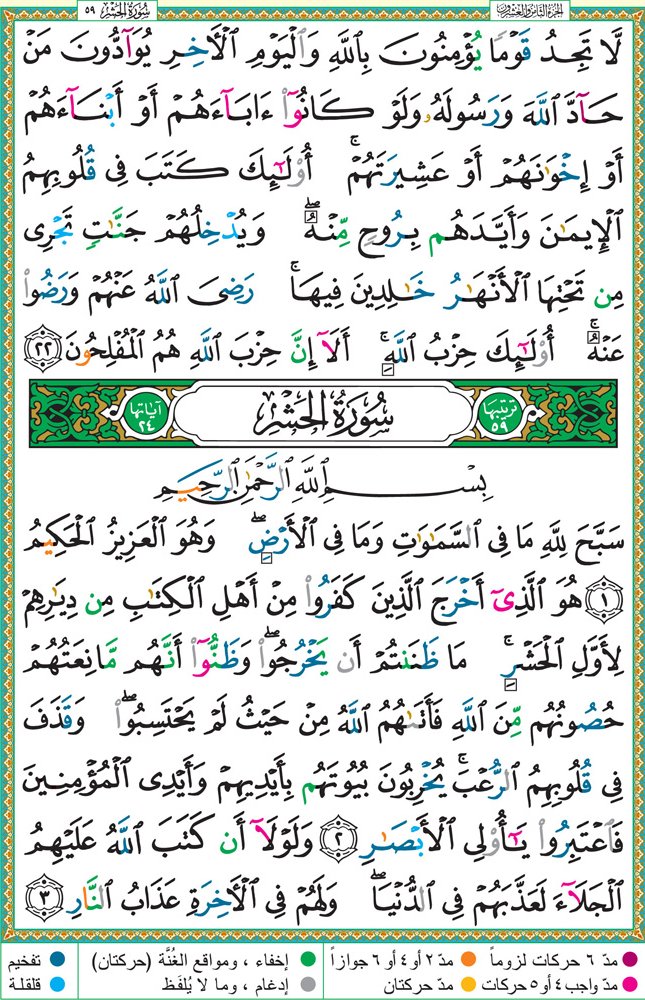 الجزء الثامن والعشرون سورة الحشر ٥٩
لَّا تَجِدُ قَوْمًا يُؤْمِنُونَ بِٱللَّهِ وَٱلْيَوْمِ ٱلْأَخِرِ يُوَآدُّونَ مَنْ
حَآدَّ ٱللَّهَ وَرَسُولَهُۥ وَلَوْ كَانُوٓا۟ ءَابَآءَهُمْ أَوْ أَبْنَآءَهُمْ
أَوْ إِخْوَٰنَهُمْ أَوْ عَشِيرَتَهُمْ ۚ أُو۟لَٰٓئِكَ كَتَبَ فِى قُلُوبِهِمُ
ٱلْإِيمَٰنَ وَأَيَّدَهُم بِرُوحٍ مِّنْهُ ۖ وَيُدْخِلُهُمْ جَنَّٰتٍ تَجْرِى
مِن تَحْتِهَا ٱلْأَنْهَٰرُ خَٰلِدِينَ فِيهَا ۚ رَضِىَ ٱللَّهُ عَنْهُمْ وَرَضُوا۟
عَنْهُ ۚ أُو۟لَٰٓئِكَ حِزْبُ ٱللَّهِ ۚ أَلَآ إِنَّ حِزْبَ ٱللَّهِ هُمُ ٱلْمُفْلِحُونَ ٢٢
ترتيبها ٥٩ سُورَةُ الحَشْرِ آياتها ٢٤
بِسْمِ ٱللَّهِ ٱلرَّحْمَٰنِ ٱلرَّحِيمِ
سَبَّحَ لِلَّهِ مَا فِى ٱلسَّمَٰوَٰتِ وَمَا فِى ٱلْأَرْضِ ۖ وَهُوَ ٱلْعَزِيزُ ٱلْحَكِيمُ
١ هُوَ ٱلَّذِىٓ أَخْرَجَ ٱلَّذِينَ كَفَرُوا۟ مِنْ أَهْلِ ٱلْكِتَٰبِ مِن دِيَٰرِهِمْ
لِأَوَّلِ ٱلْحَشْرِ ۚ مَا ظَنَنتُمْ أَن يَخْرُجُوا۟ ۖ وَظَنُّوٓا۟ أَنَّهُم مَّانِعَتُهُمْ
حُصُونُهُم مِّنَ ٱللَّهِ فَأَتَىٰهُمُ ٱللَّهُ مِنْ حَيْثُ لَمْ يَحْتَسِبُوا۟ ۖ وَقَذَفَ
فِى قُلُوبِهِمُ ٱلرُّعْبَ ۚ يُخْرِبُونَ بُيُوتَهُم بِأَيْدِيهِمْ وَأَيْدِى ٱلْمُؤْمِنِينَ
فَٱعْتَبِرُوا۟ يَٰٓأُو۟لِى ٱلْأَبْصَٰرِ ٢ وَلَوْلَآ أَن كَتَبَ ٱللَّهُ عَلَيْهِمُ
ٱلْجَلَآءَ لَعَذَّبَهُمْ فِى ٱلدُّنْيَا ۖ وَلَهُمْ فِى ٱلْأَخِرَةِ عَذَابُ ٱلنَّارِ ٣
مدّ ٦ حركات لزوماً مدّ ٢ أو ٤ أو ٦ جوازاً إخفاء ، ومواقع الغُنَّة (حركتان) تفخيم
مدّ واجب ٤ أو ٥ حركات مدّ حركتان إدغام ، وما لا يُلفَظ قلقلة